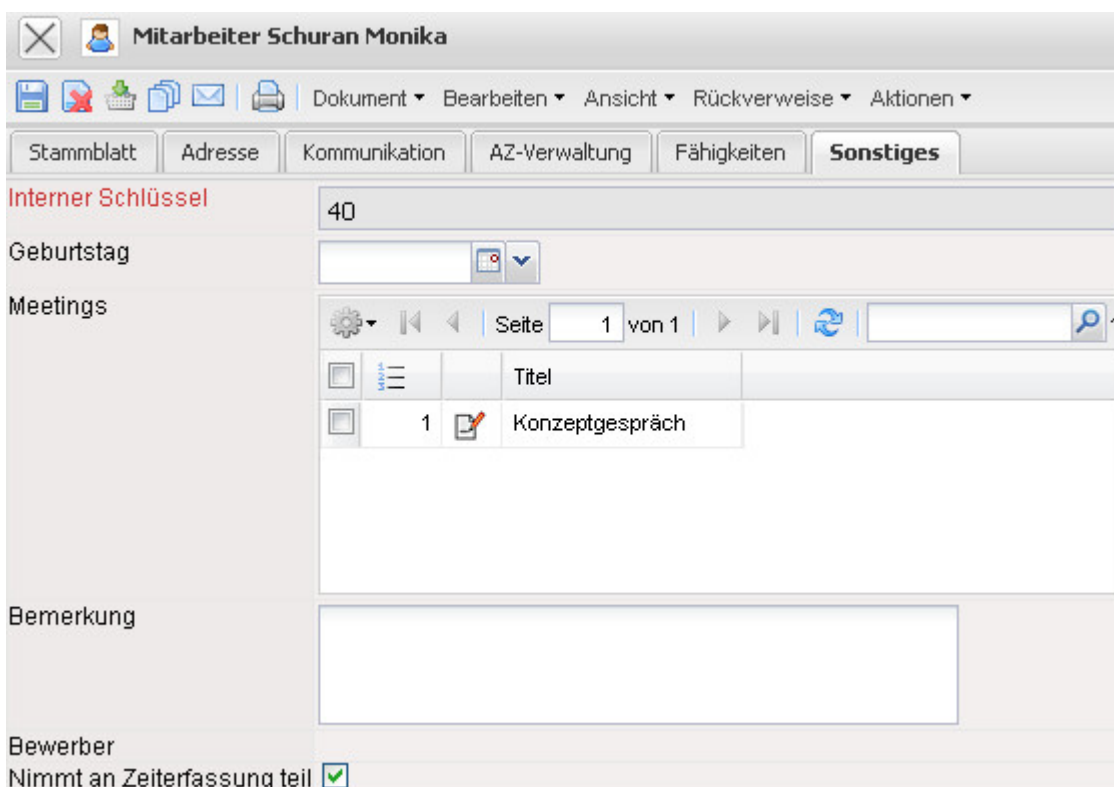 Mitarbeiter Schuran Monika
Dokument Bearbeiten Ansicht Rückverweise Aktionen
Stammblatt Adresse Kommunikation AZ-Verwaltung Fähigkeiten Sonstiges
Interner Schlüssel 40
Geburtstag
Meetings Seite 1 von 1
Titel
1 Konzeptgespräch
Bemerkung
Bewerber
Nimmt an Zeiterfassung teil